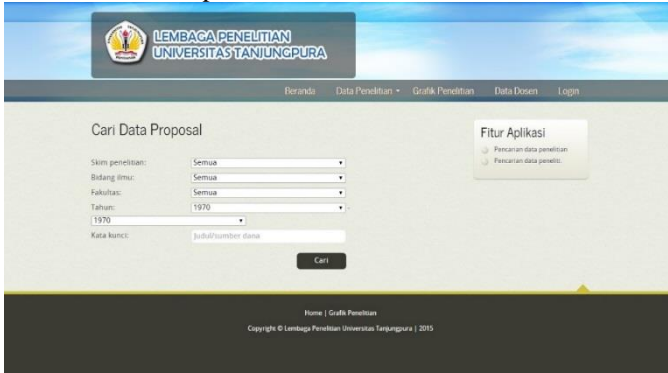 LEMBAGA PENELITIAN
UNIVERSITAS TANJUNGPURA
Beranda Data Penelitian Grafik Penelitian Data Dosen Login
Cari Data Proposal
Skim penelitian: Semua
Bidang ilmu: Semua
Fakultas: Semua
Tahun: 1970 -
1970
Kata kunci: Judul/sumber dana
Cari
Fitur Aplikasi
Pencarian data penelitian
Pencarian data peneliti.
Home | Grafik Penelitian
Copyright © Lembaga Penelitian Universitas Tanjungpura | 2015